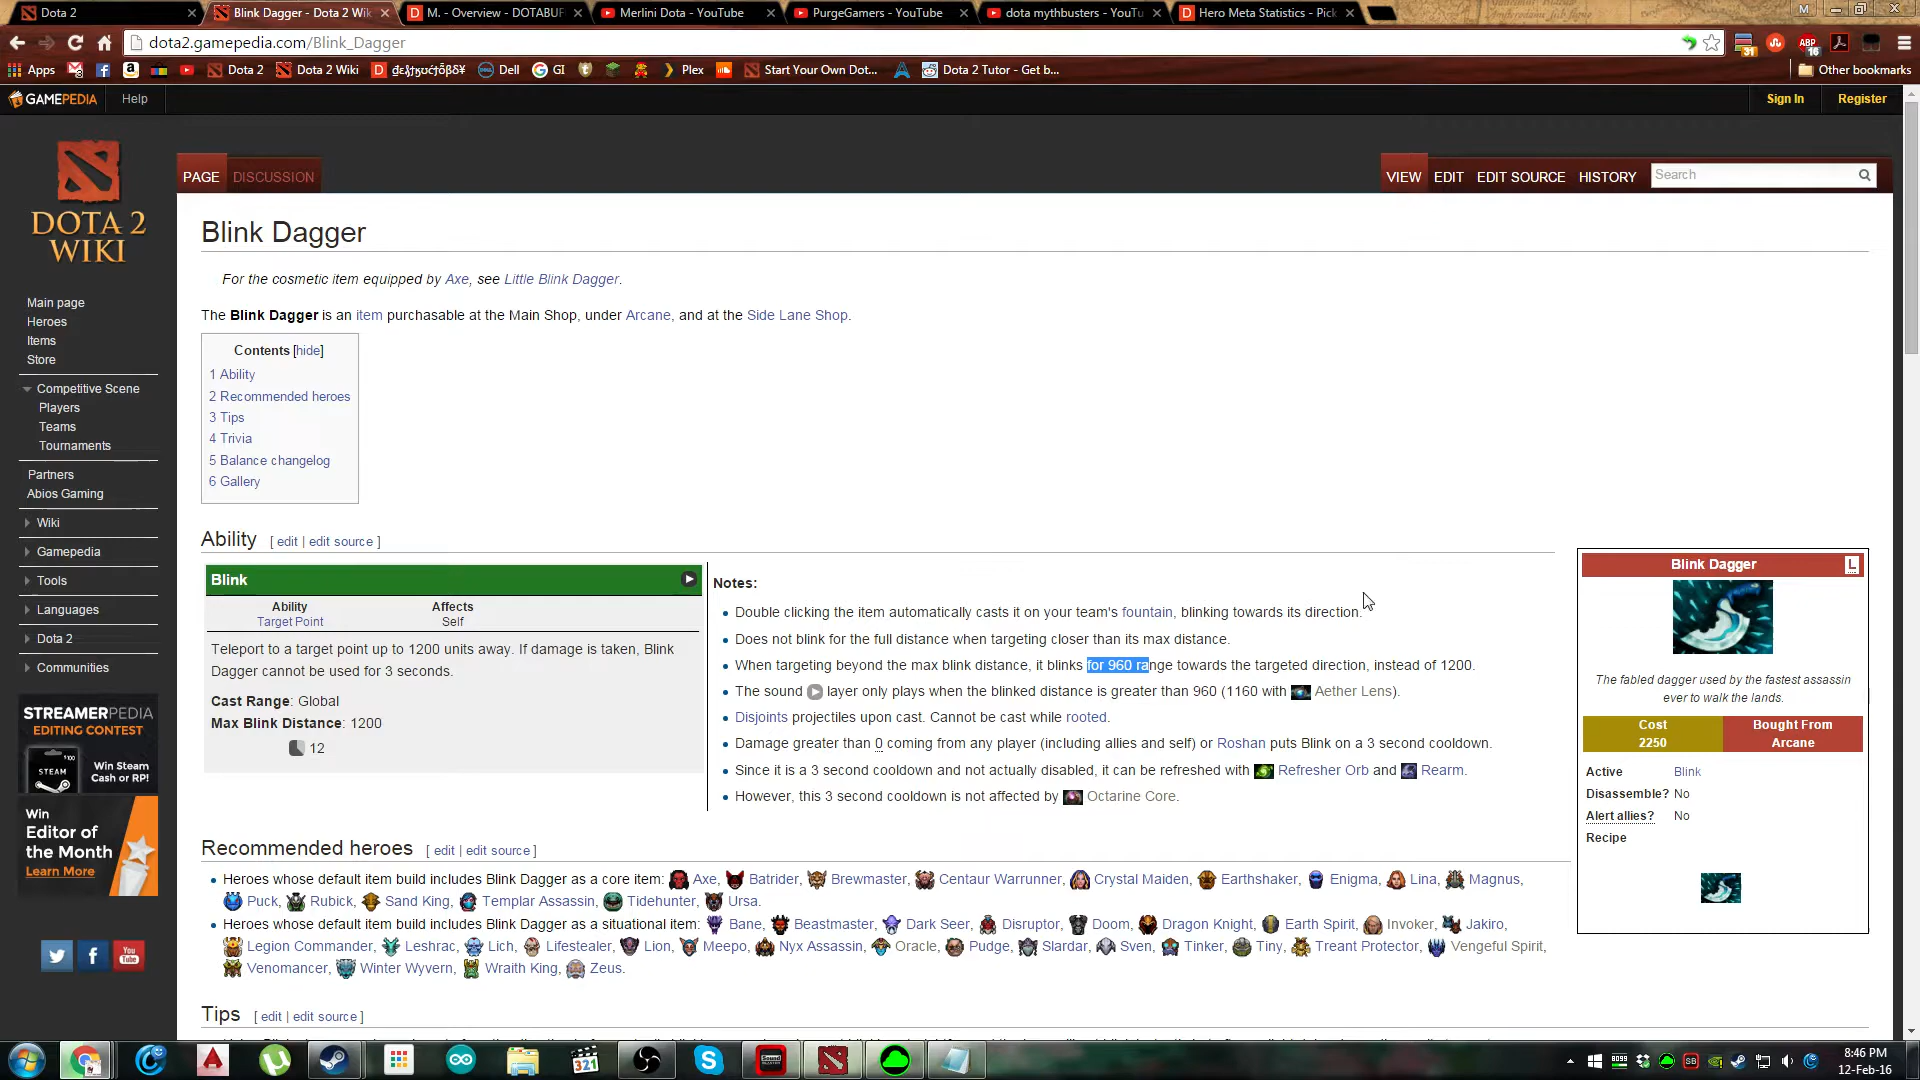 Dota 2
Blink Dagger - Dota 2 Wik
M. - Overview - DOTABUF
Merlini Dota - YouTube
PurgeGamers - YouTube
dota mythbusters - YouTu
Hero Meta Statistics - Pick
M
dota2.gamepedia.com/Blink_Dagger
31
ABP
16
Apps
Dota 2
Dota 2 Wiki
Dell
GI
Plex
Start Your Own Dot...
Dota 2 Tutor - Get b...
Other bookmarks
GAMEPEDIA
Help
Sign In
Register
DOTA 2
WIKI
PAGE
DISCUSSION
VIEW
EDIT
EDIT SOURCE
HISTORY
Search
Main page
Heroes
Items
Store
Competitive Scene
Players
Teams
Tournaments
Partners
Abios Gaming
Wiki
Gamepedia
Tools
Languages
Dota 2
Communities
STREAMERPEDIA
EDITING CONTEST
$100
STEAM
Win Steam
Cash or RP!
Win
Editor of
the Month
Learn More
You
Tube
Blink Dagger
For the cosmetic item equipped by Axe, see Little Blink Dagger.
The Blink Dagger is an item purchasable at the Main Shop, under Arcane, and at the Side Lane Shop.
Contents [hide]
1 Ability
2 Recommended heroes
3 Tips
4 Trivia
5 Balance changelog
6 Gallery
Ability [ edit | edit source ]
Blink
Ability
Target Point
Affects
Self
Teleport to a target point up to 1200 units away. If damage is taken, Blink
Dagger cannot be used for 3 seconds.
Cast Range: Global
Max Blink Distance: 1200
12
Notes:
Double clicking the item automatically casts it on your team's fountain, blinking towards its direction.
Does not blink for the full distance when targeting closer than its max distance.
When targeting beyond the max blink distance, it blinks for 960 range towards the targeted direction, instead of 1200.
The sound layer only plays when the blinked distance is greater than 960 (1160 with Aether Lens).
Disjoints projectiles upon cast. Cannot be cast while rooted.
Damage greater than 0 coming from any player (including allies and self) or Roshan puts Blink on a 3 second cooldown.
Since it is a 3 second cooldown and not actually disabled, it can be refreshed with Refresher Orb and Rearm.
However, this 3 second cooldown is not affected by Octarine Core.
Blink Dagger
L
The fabled dagger used by the fastest assassin
ever to walk the lands.
Cost
2250
Bought From
Arcane
Active Blink
Disassemble? No
Alert allies? No
Recipe
Recommended heroes [ edit | edit source ]
Heroes whose default item build includes Blink Dagger as a core item: Axe, Batrider, Brewmaster, Centaur Warrunner, Crystal Maiden, Earthshaker, Enigma, Lina, Magnus,
Puck, Rubick, Sand King, Templar Assassin, Tidehunter, Ursa.
Heroes whose default item build includes Blink Dagger as a situational item: Bane, Beastmaster, Dark Seer, Disruptor, Doom, Dragon Knight, Earth Spirit, Invoker, Jakiro,
Legion Commander, Leshrac, Lich, Lifestealer, Lion, Meepo, Nyx Assassin, Oracle, Pudge, Slardar, Sven, Tinker, Tiny, Treant Protector, Vengeful Spirit,
Venomancer, Winter Wyvern, Wraith King, Zeus.
Tips [ edit | edit source ]
321
8:46 PM
12-Feb-16